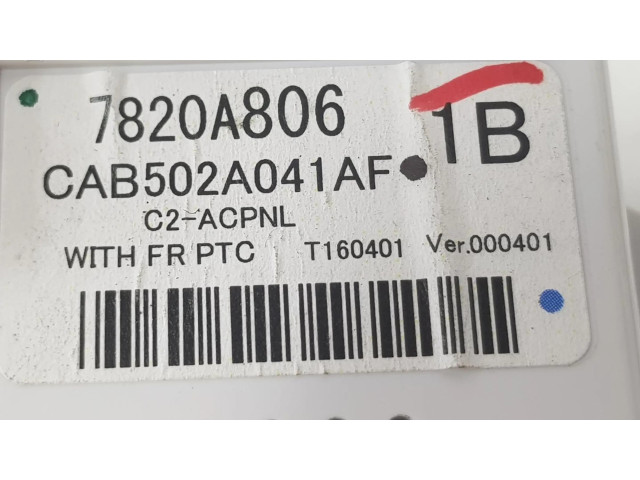 7820A806 1B
CAB502A041AF
C2-ACPNL
WITH FR PTC T160401 Ver.000401